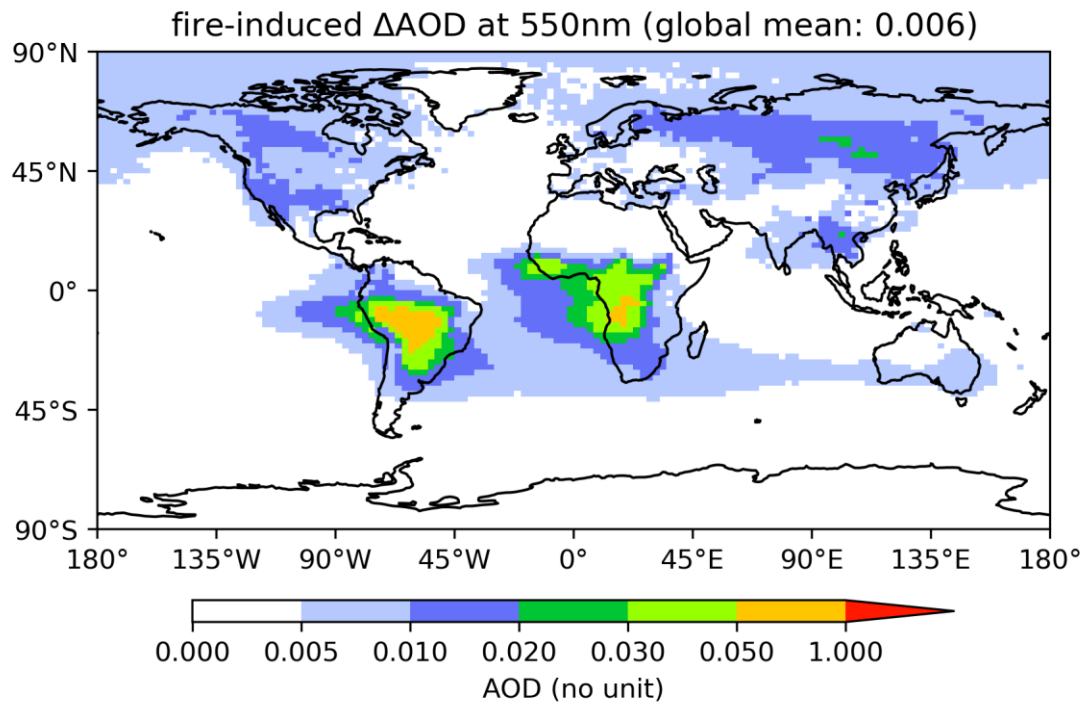 fire-induced ΔAOD at 550nm (global mean: 0.006)
90°N
45°N
0°
45°S
90°S
180° 135°W 90°W 45°W 0° 45°E 90°E 135°E 180°
0.000 0.005 0.010 0.020 0.030 0.050 1.000
AOD (no unit)